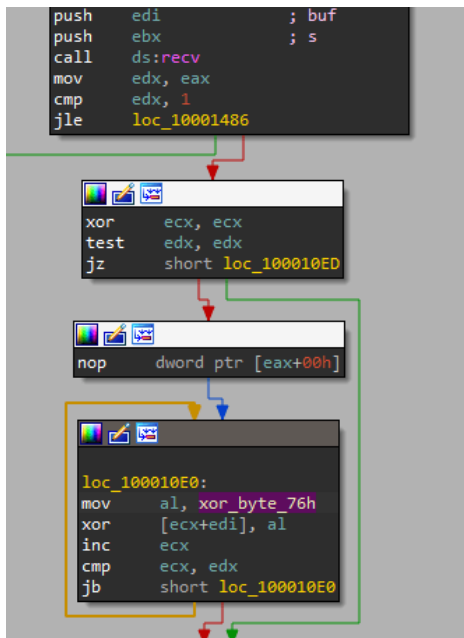 push edi ; buf
push ebx ; s
call ds:recv
mov edx, eax
cmp edx, 1
jle loc_10001486
xor ecx, ecx
test edx, edx
jz short loc_100010ED
nop dword ptr [eax+00h]
loc_100010E0:
mov al, xor_byte_76h
xor [ecx+edi], al
inc ecx
cmp ecx, edx
jb short loc_100010E0